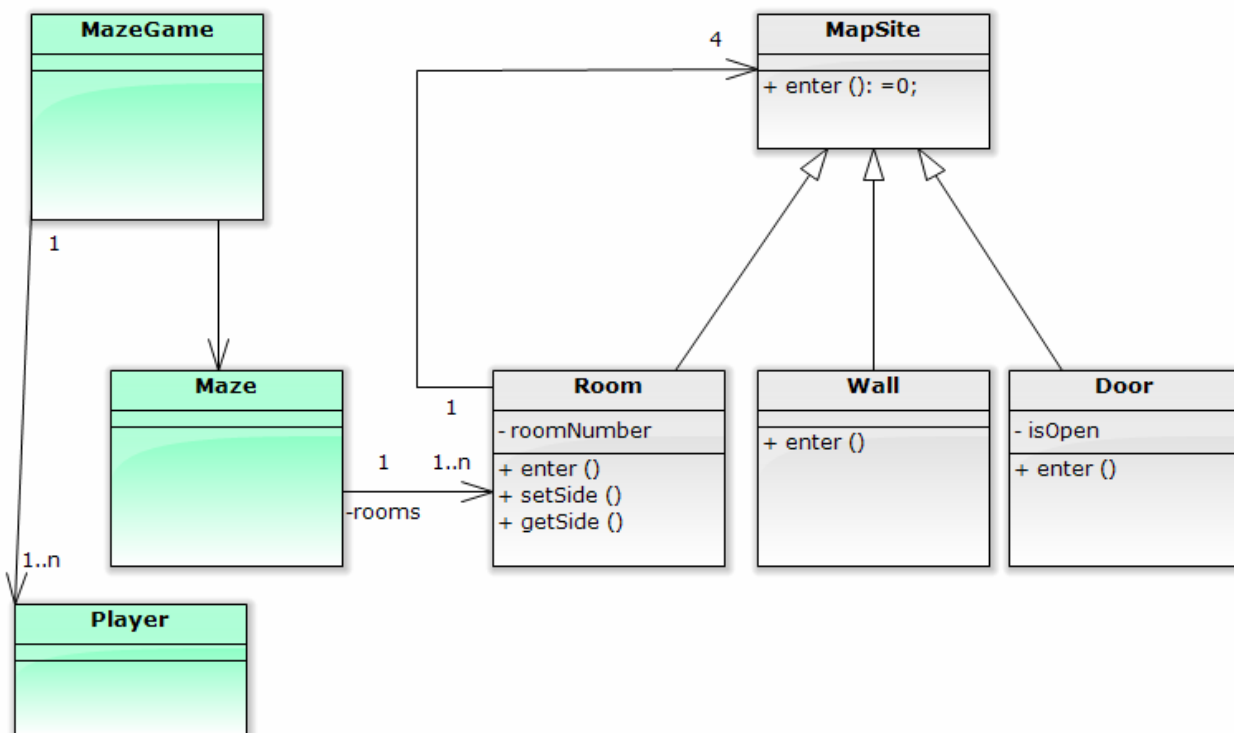 MazeGame
MapSite
4
+ enter (): =0;
1
Maze
Room
Wall
Door
1
- roomNumber
- isOpen
+ enter ()
+ enter ()
+ enter ()
1
1..n
+ setSide ()
-rooms
+ getSide ()
1..n
Player